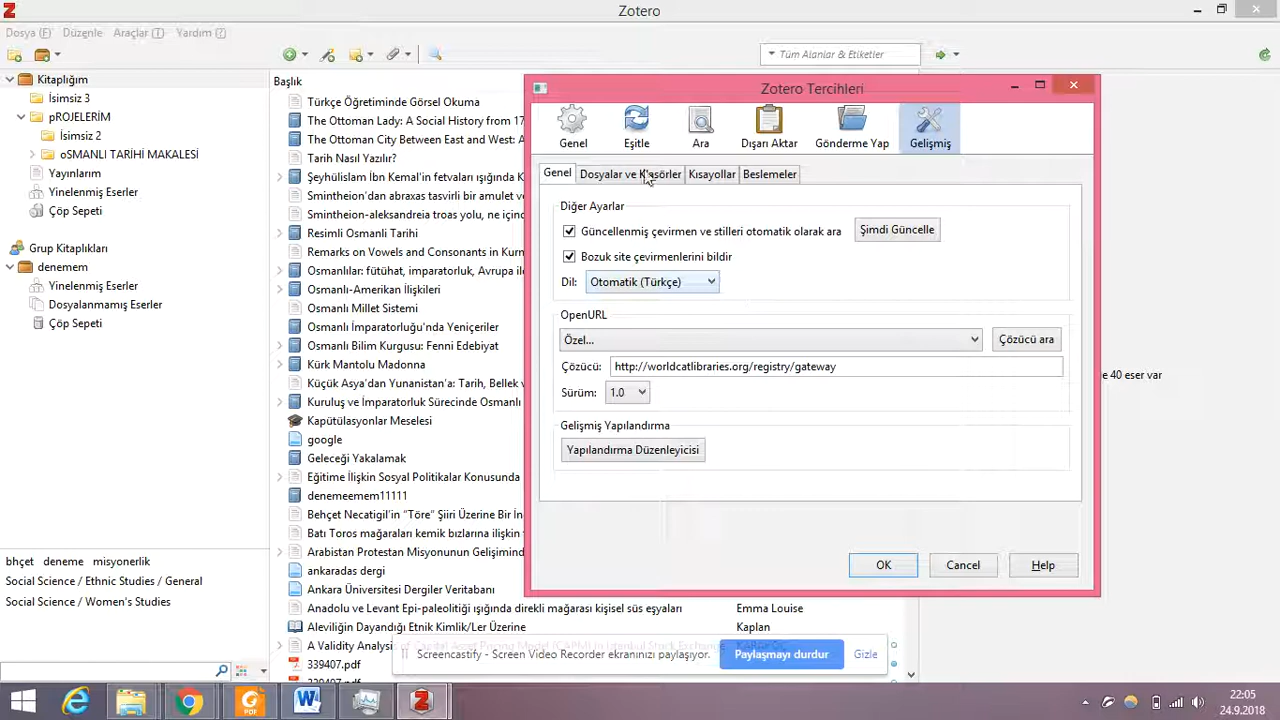 Zotero
Dosya (F) Düzenle Araçlar (T) Yardım (Z)
Tüm Alanlar & Etiketler
Kitaplığım
İsimsiz 3
pROJELERİM
İsimsiz 2
oSMANLI TARİHİ MAKALESİ
Yayınlarım
Yinelenmiş Eserler
Çöp Sepeti
Grup Kitaplıkları
denemem
Yinelenmiş Eserler
Dosyalanmamış Eserler
Çöp Sepeti
bhçet deneme misyonerlik
Social Science / Ethnic Studies / General
Social Science / Women's Studies
Başlık
Türkçe Öğretiminde Görsel Okuma
The Ottoman Lady: A Social History from 17
The Ottoman City Between East and West: A
Tarih Nasıl Yazılır?
Şeyhülislam İbn Kemal'in fetvaları ışığında K
Smintheion'dan abraxas tasvirli bir amulet v
Smintheion-aleksandreia troas yolu, ne için
Resimli Osmanli Tarihi
Remarks on Vowels and Consonants in Kurn
Osmanlılar: fütühat, imparatorluk, Avrupa il
Osmanlı-Amerikan İlişkileri
Osmanlı Millet Sistemi
Osmanlı İmparatorluğu'nda Yeniçeriler
Osmanlı Bilim Kurgusu: Fenni Edebiyat
Kürk Mantolu Madonna
Küçük Asya'dan Yunanistan'a: Tarih, Bellek v
Kuruluş ve İmparatorluk Sürecinde Osmanlı
Kapütülasyonlar Meselesi
google
Geleceği Yakalamak
Eğitime İlişkin Sosyal Politikalar Konusunda
denemeemem11111
Behçet Necatigil'in “Töre” Şiiri Üzerine Bir İ
Batı Toros mağaraları kemik bızlarına ilişkin
Arabistan Protestan Misyonunun Gelişimind
ankaradas dergi
Ankara Üniversitesi Dergiler Veritabanı
Anadolu ve Levant Epi-paleolitiği ışığında direkli mağarası kişisel süs eşyaları Emma Louise
Aleviliğin Dayandığı Etnik Kimlik/Ler Üzerine Kaplan
A Validity Analysis
339407.pdf
339407.pdf
e 40 eser var
Zotero Tercihleri
Genel Eşitle Ara Dışarı Aktar Gönderme Yap Gelişmiş
Genel Dosyalar ve Klasörler Kısayollar Beslemeler
Diğer Ayarlar
Güncellenmiş çevirmen ve stilleri otomatik olarak ara Şimdi Güncelle
Bozuk site çevirmenlerini bildir
Dil: Otomatik (Türkçe)
OpenURL
Özel... Çözücü ara
Çözücü: http://worldcatlibraries.org/registry/gateway
Sürüm: 1.0
Gelişmiş Yapılandırma
Yapılandırma Düzenleyicisi
OK Cancel Help
Screencastify - Screen Video Recorder ekranınızı paylaşıyor. Paylaşmayı durdur Gizle
22:05
24.9.2018